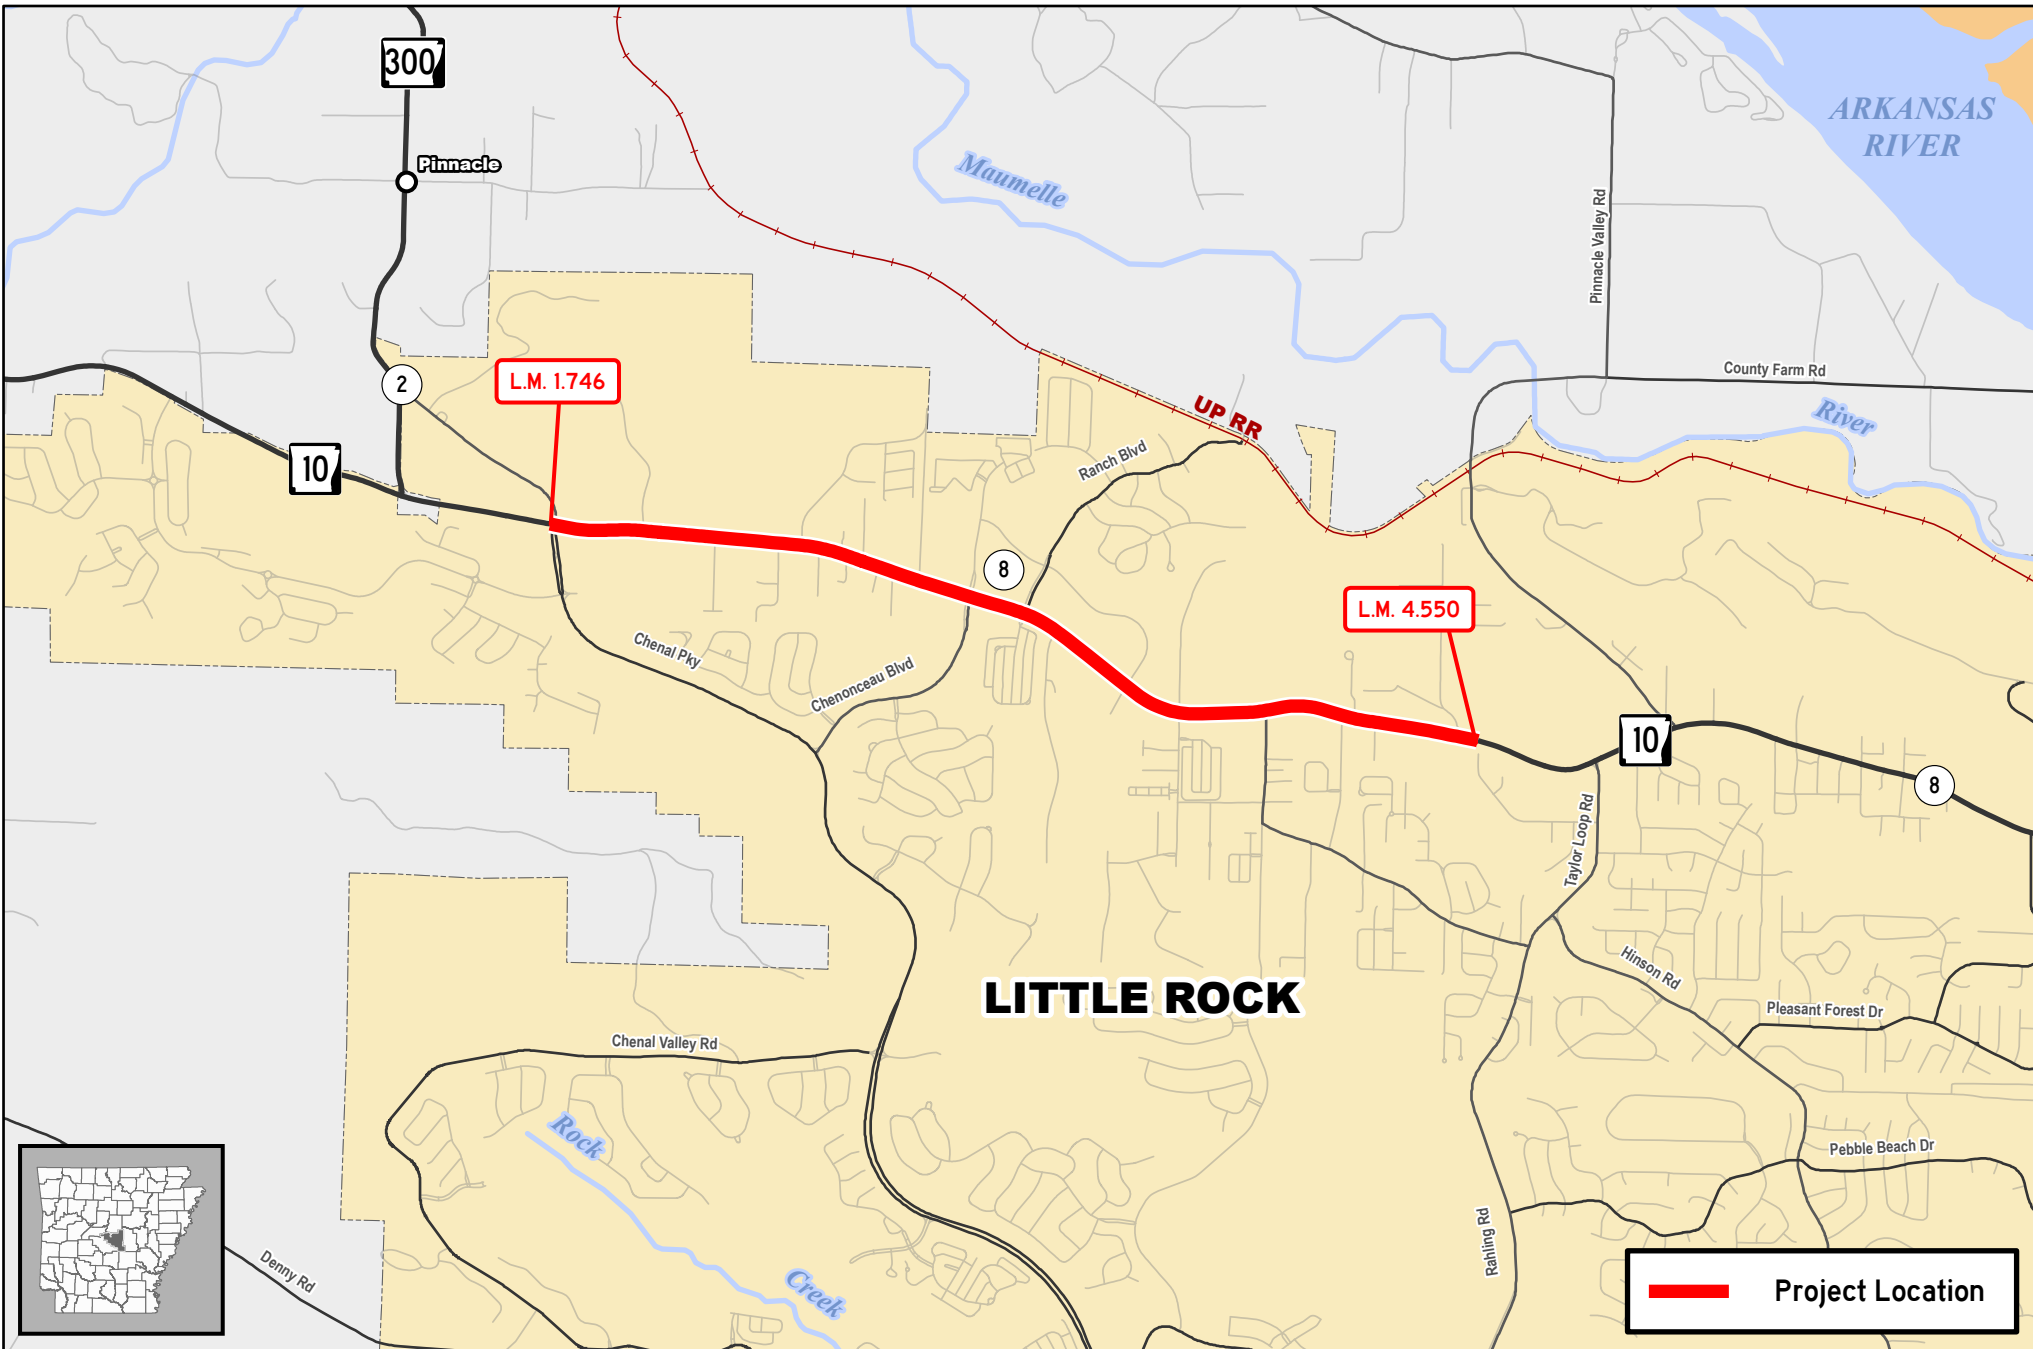 300
ARKANSAS
RIVER
Pinnacle
Maumelle
Pinnacle Valley Rd
County Farm Rd
2
L.M. 1.746
UP RR
River
Ranch Blvd
10
8
L.M. 4.550
Chenal Pky
Chenonceau Blvd
10
8
Taylor Loop Rd
Hinson Rd
LITTLE ROCK
Pleasant Forest Dr
Chenal Valley Rd
Rock
Pebble Beach Dr
Rahling Rd
Denny Rd
Creek
Project Location